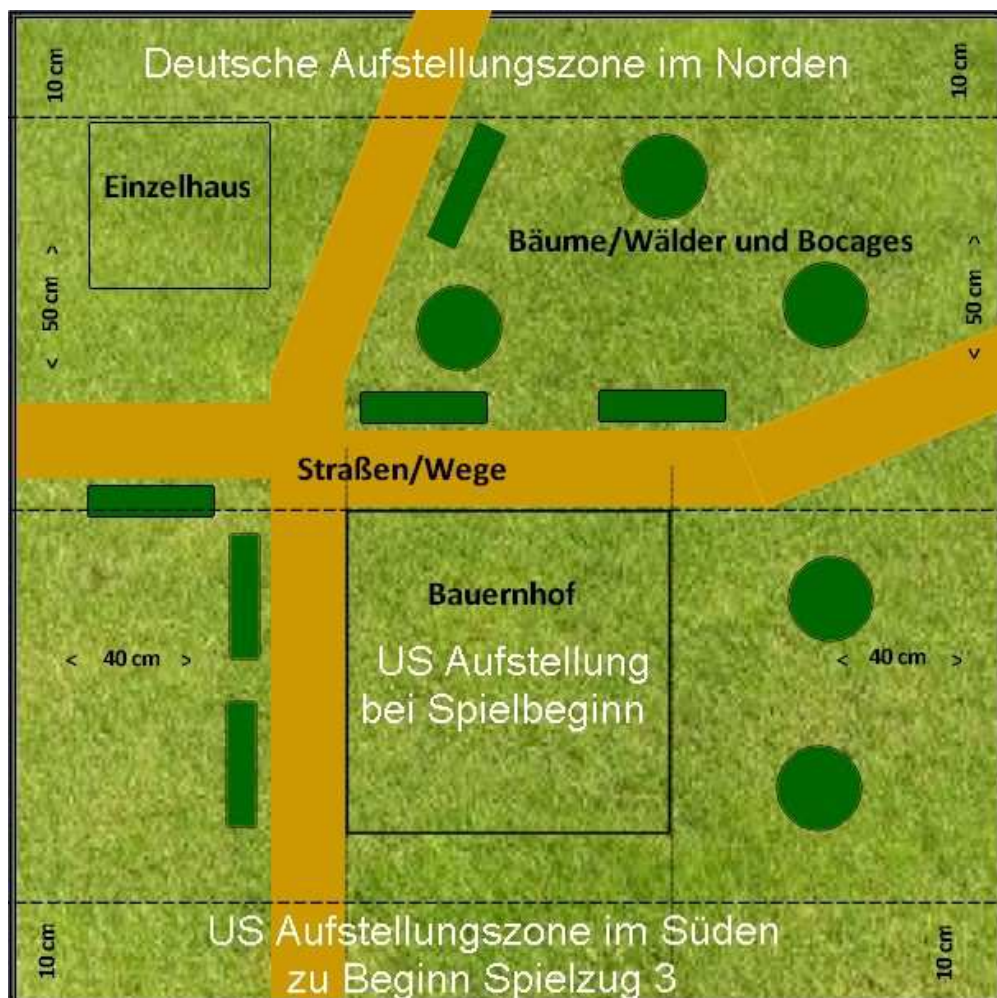 Deutsche Aufstellungszone im Norden
10 cm
10 cm
Einzelhaus
Bäume/Wälder und Bocages
< 50 cm >
< 50 cm >
Straßen/Wege
Bauernhof
US Aufstellung
bei Spielbeginn
< 40 cm >
< 40 cm >
US Aufstellungszone im Süden
zu Beginn Spielzug 3
10 cm
10 cm